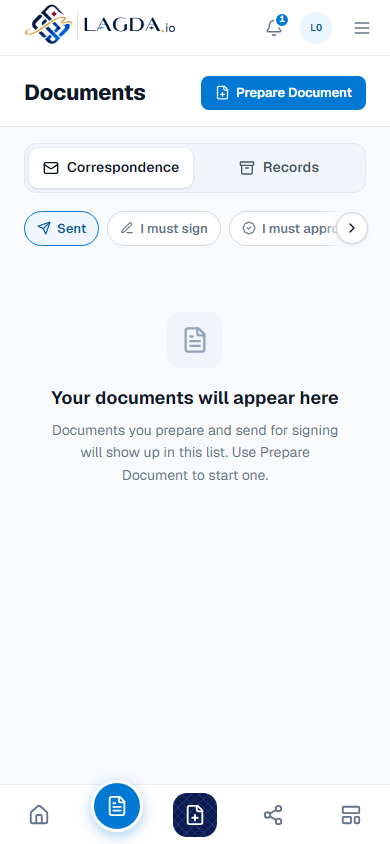 LAGDA.io
1
LO
Documents
Prepare Document
Correspondence
Records
Sent
I must sign
I must appro
Your documents will appear here
Documents you prepare and send for signing
will show up in this list. Use Prepare
Document to start one.